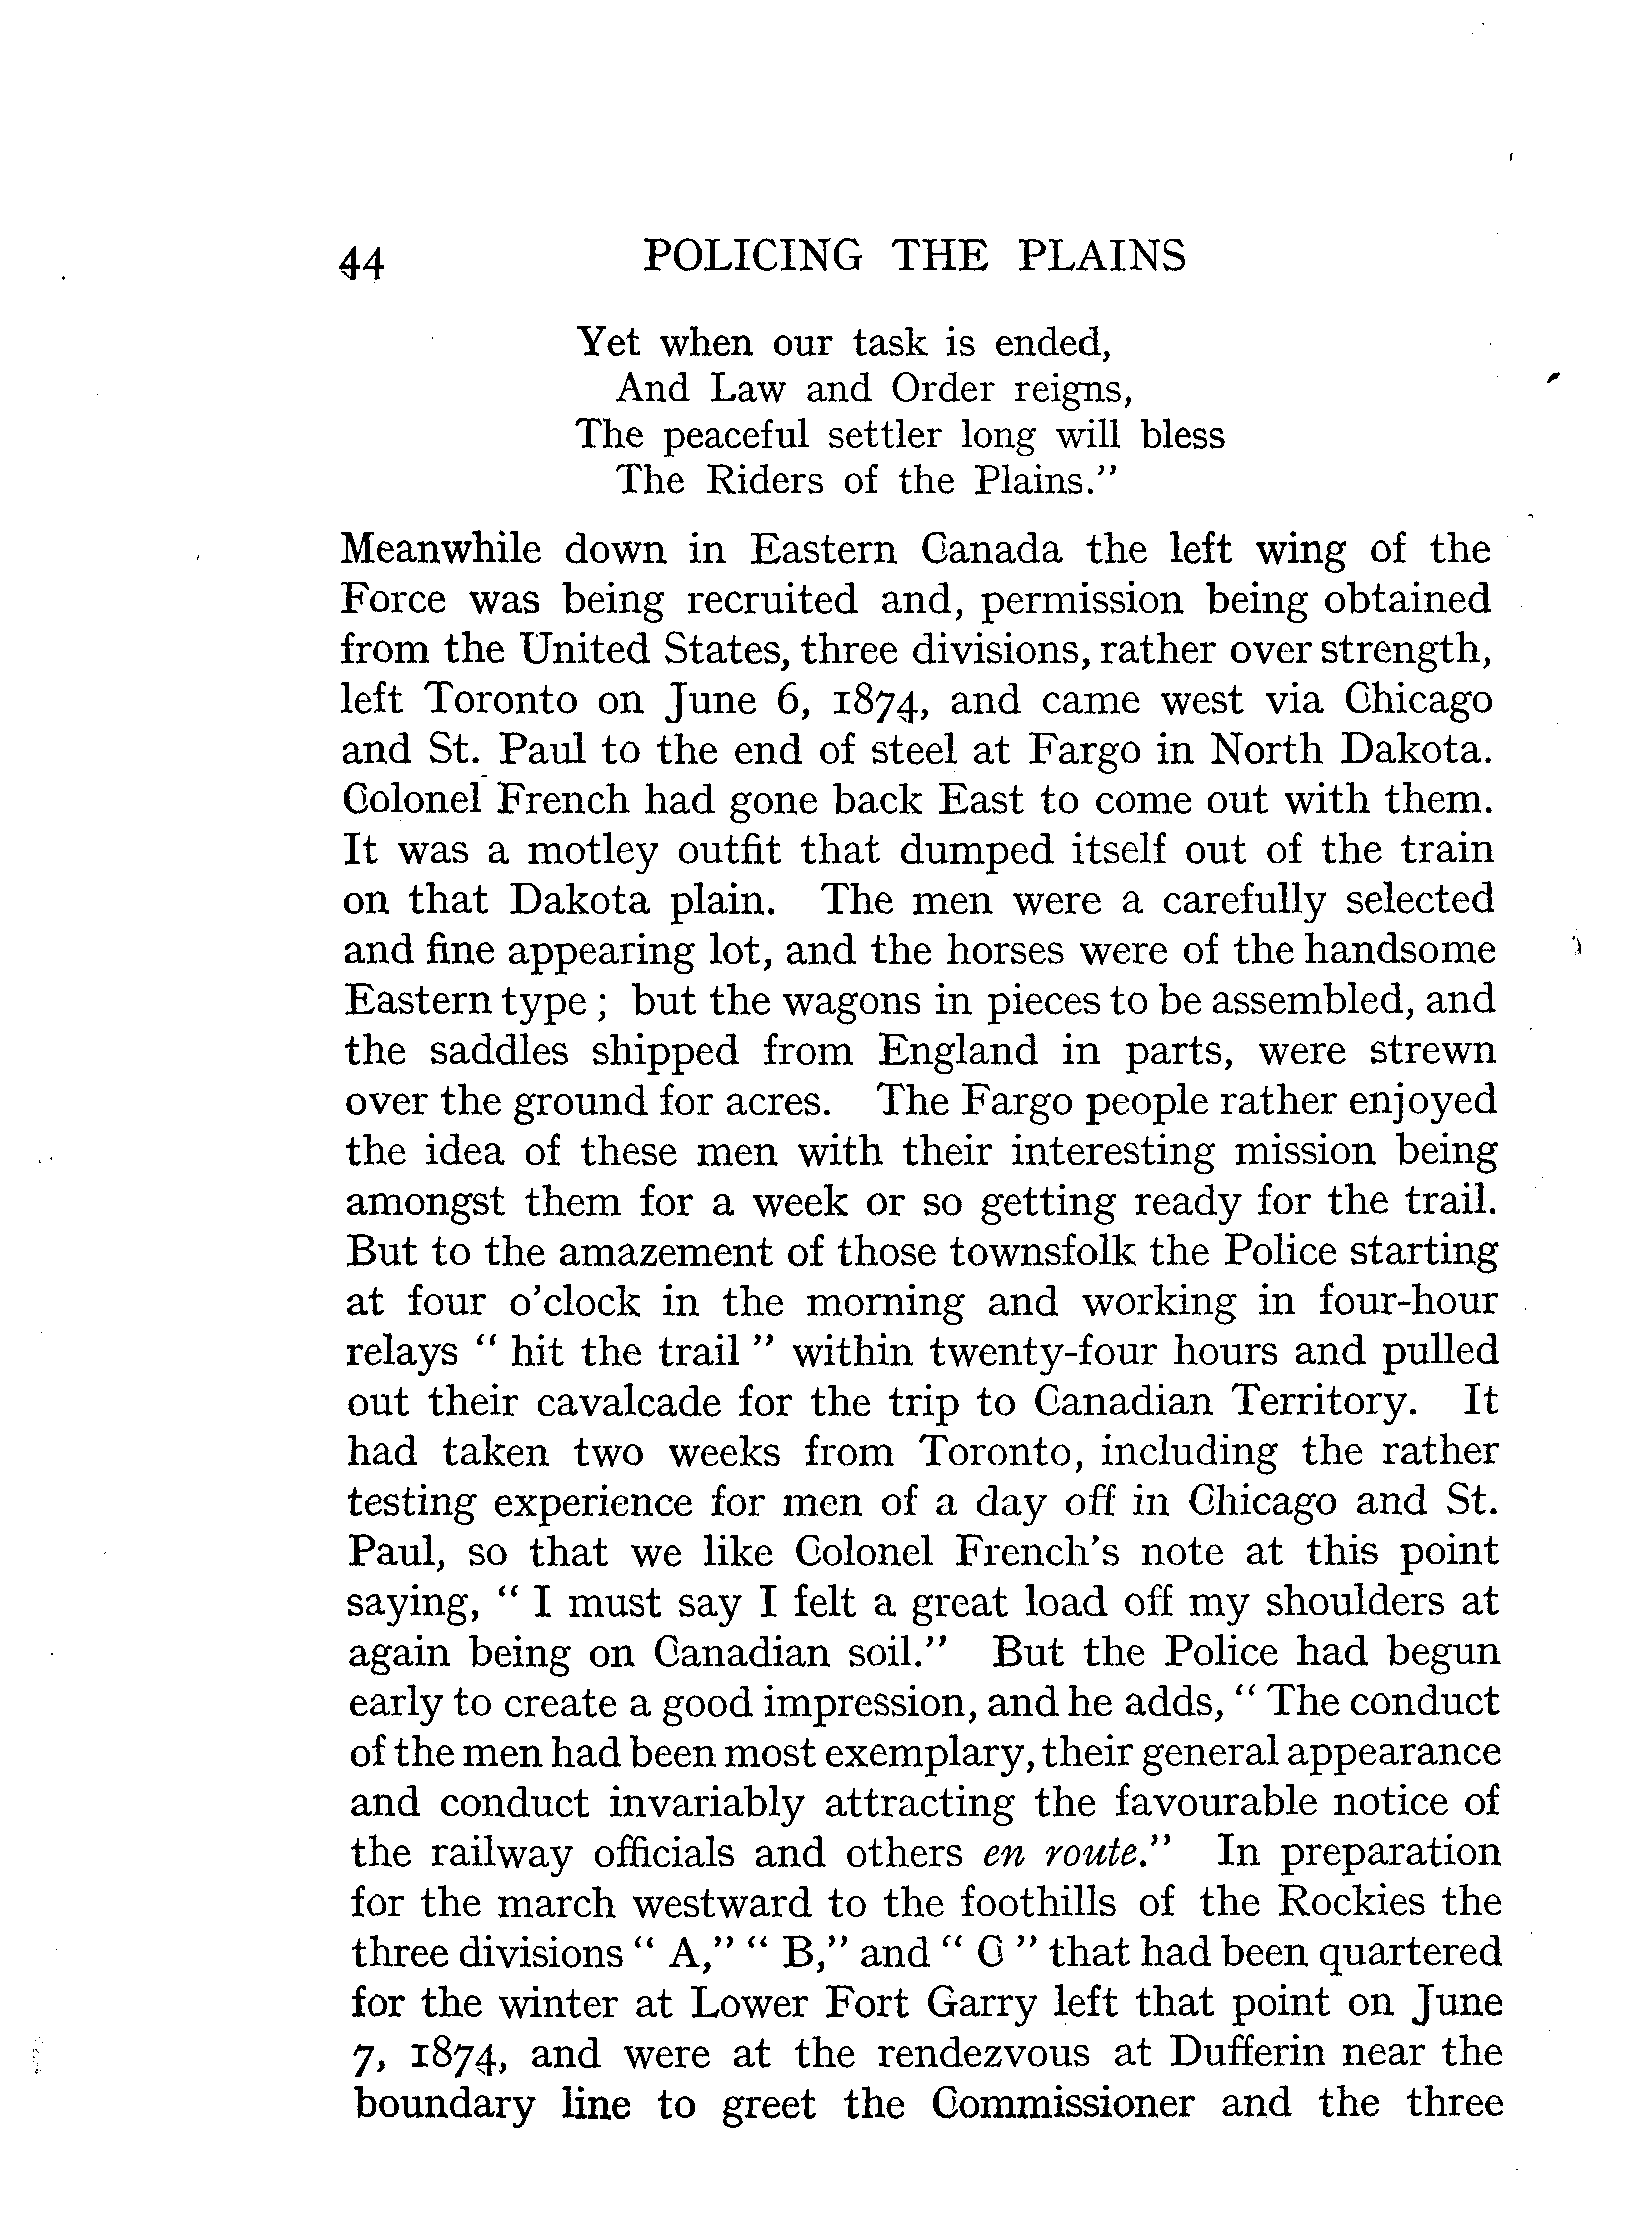 44 POLICING THE PLAINS
Yet when our task is ended,
And Law and Order reigns,
The peaceful settler long will bless
The Riders of the Plains."
Meanwhile down in Eastern Canada the left wing of the
Force was being recruited and, permission being obtained
from the United States, three divisions, rather over strength,
left Toronto on June 6, 1874, and came west via Chicago
and St. Paul to the end of steel at Fargo in North Dakota.
Colonel French had gone back East to come out with them.
It was a motley outfit that dumped itself out of the train
on that Dakota plain. The men were a carefully selected
and fine appearing lot, and the horses were of the handsome
Eastern type ; but the wagons in pieces to be assembled, and
the saddles shipped from England in parts, were strewn
over the ground for acres. The Fargo people rather enjoyed
the idea of these men with their interesting mission being
amongst them for a week or so getting ready for the trail.
But to the amazement of those townsfolk the Police starting
at four o'clock in the morning and working in four-hour
relays " hit the trail " within twenty-four hours and pulled
out their cavalcade for the trip to Canadian Territory. It
had taken two weeks from Toronto, including the rather
testing experience for men of a day off in Chicago and St.
Paul, so that we like Colonel French's note at this point
saying, " I must say I felt a great load off my shoulders at
again being on Canadian soil." But the Police had begun
early to create a good impression, and he adds, " The conduct
of the men had been most exemplary, their general appearance
and conduct invariably attracting the favourable notice of
the railway officials and others en route." In preparation
for the march westward to the foothills of the Rockies the
three divisions " A," " B," and " C " that had been quartered
for the winter at Lower Fort Garry left that point on June
7, 1874, and were at the rendezvous at Dufferin near the
boundary line to greet the Commissioner and the three